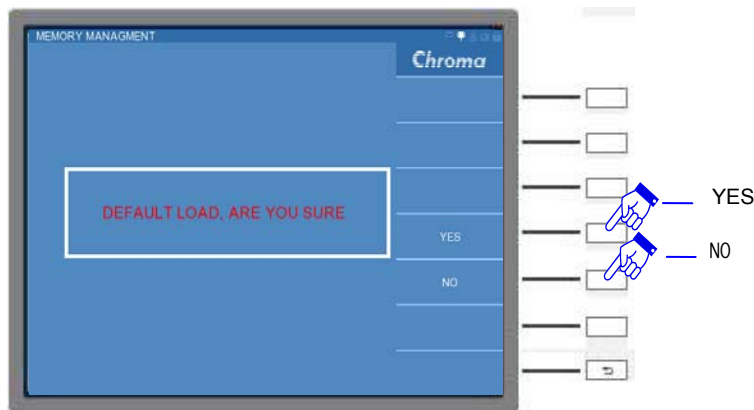 MEMORY MANAGMENT
Chroma
DEFAULT LOAD, ARE YOU SURE
YES
NO
YES
NO